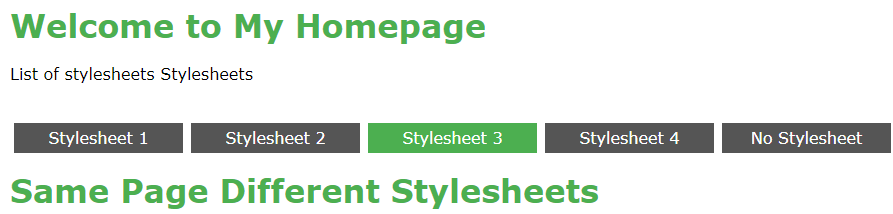 Welcome to My Homepage
List of stylesheets Stylesheets
Stylesheet 1 Stylesheet 2 Stylesheet 3 Stylesheet 4 No Stylesheet
Same Page Different Stylesheets